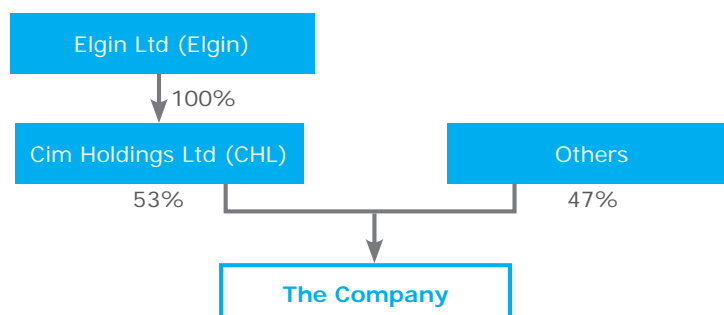 Elgin Ltd (Elgin)
100%
Cim Holdings Ltd (CHL)
Others
53%
47%
The Company